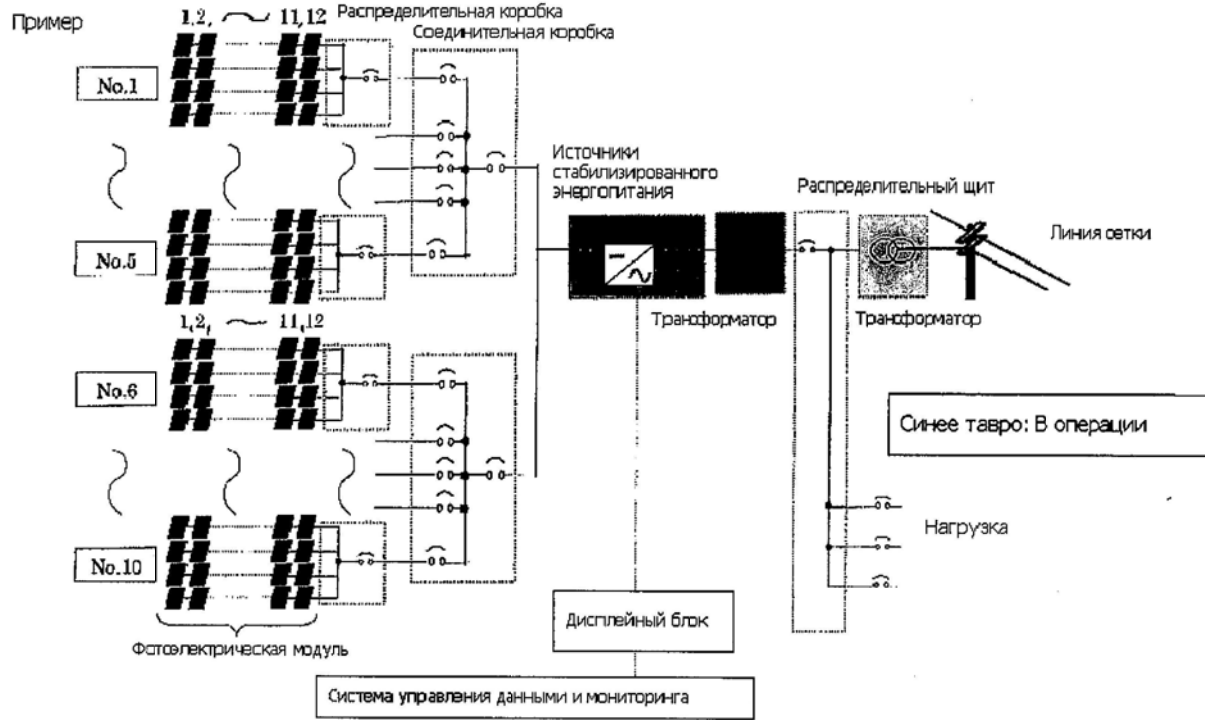 Пример
1,2, 11,12
Распределительная коробка
Соединительная коробка
No.1
Источники
стабилизированного
энергопитания
Распределительный щит
Линия сетки
No.5
Трансформатор
Трансформатор
1,2, 11,12
No.6
Синее тавро: В операции
Нагрузка
No.10
Дисплейный блок
Фотоэлектрическая модуль
Система управления данными и мониторинга